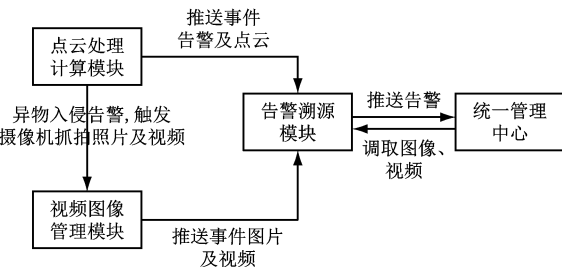 推送事件
告警及点云
点云处理
计算模块
异物入侵告警,触发
摄像机抓拍照片及视频
告警溯源
模块
推送告警
调取图像、
视频
统一管理
中心
视频图像
管理模块
推送事件图片
及视频